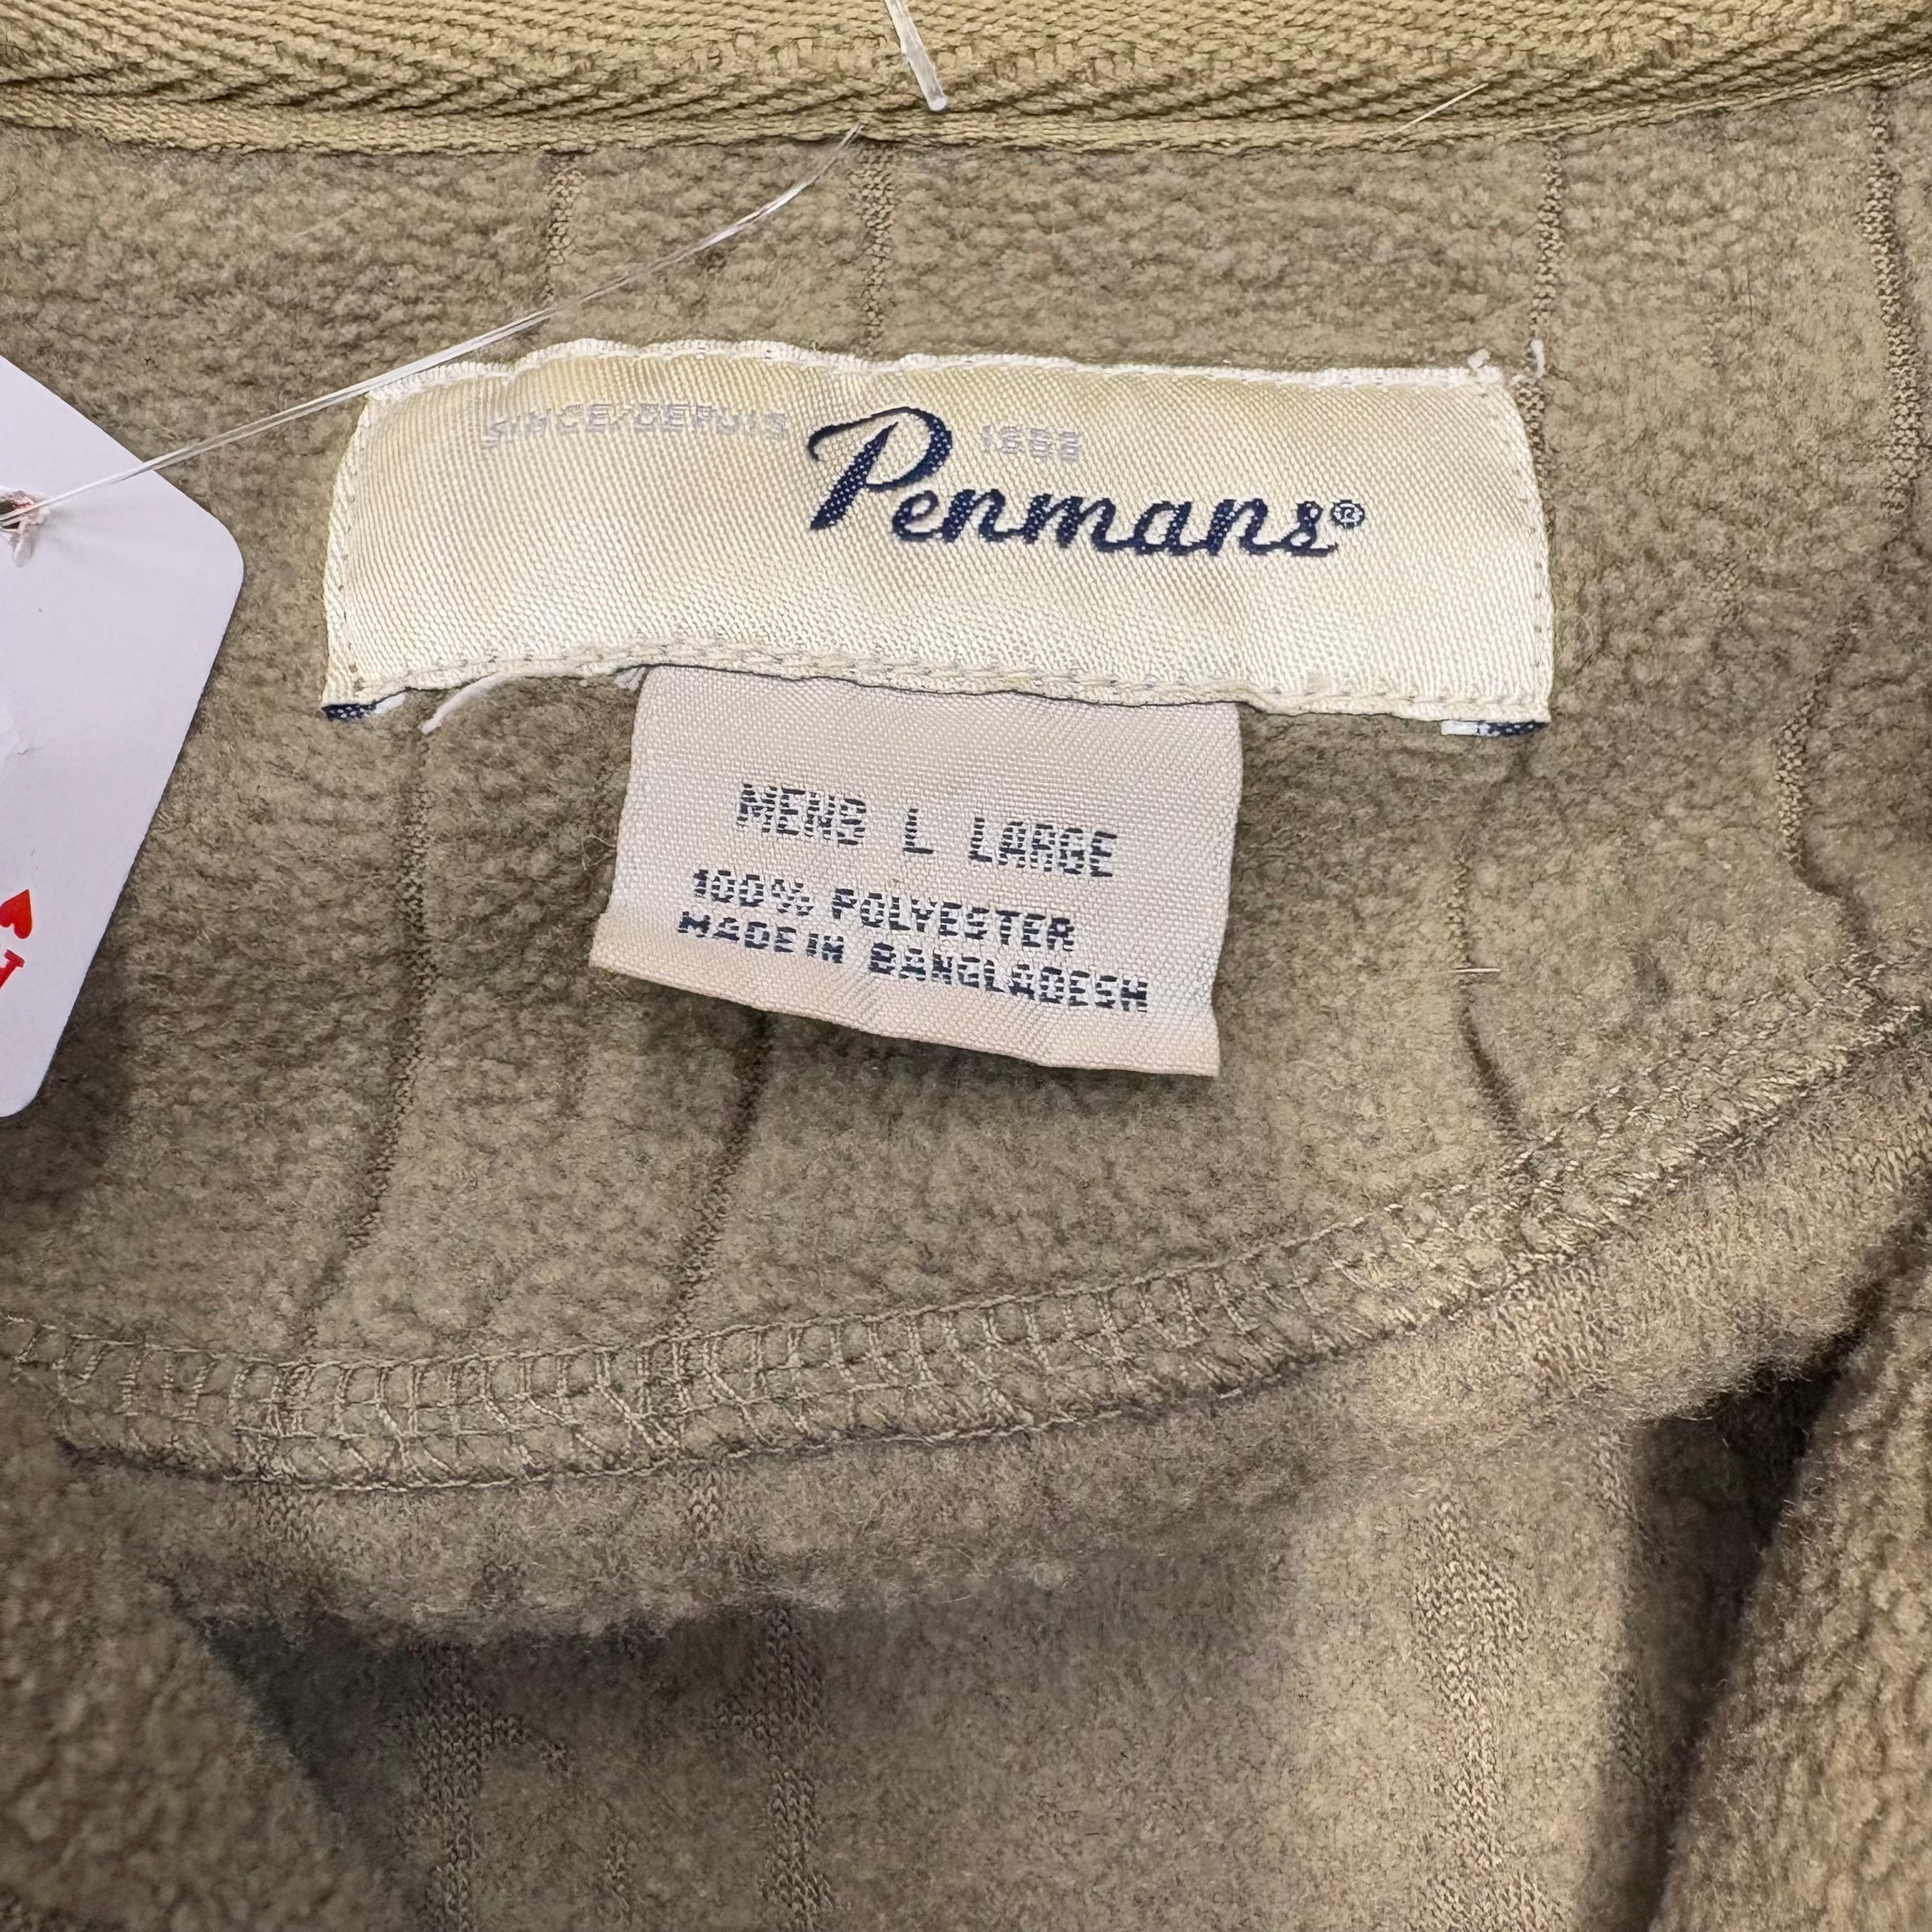 SINCE/DEPUIS 1868
Penmans®
MENS L LARGE
100% POLYESTER
MADE IN BANGLADESH